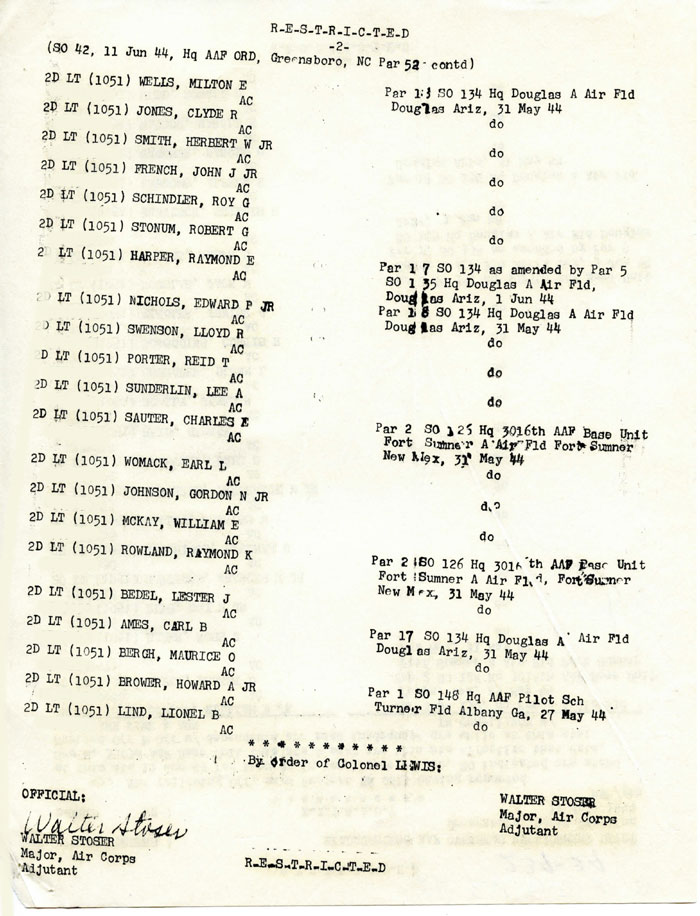 R-E-S-T-R-I-C-T-E-D
-2-
(SO 42, 11 Jun 44, Hq AAF ORD, Greensboro, NC Par 52 contd)
2D LT (1051) WELLS, MILTON E
AC
Par 13 SO 134 Hq Douglas A Air Fld
Douglas Ariz, 31 May 44
2D LT (1051) JONES, CLYDE R
AC
do
2D LT (1051) SMITH, HERBERT W JR
AC
do
2D LT (1051) FRENCH, JOHN J JR
AC
do
2D LT (1051) SCHINDLER, ROY G
AC
do
2D LT (1051) STONUM, ROBERT G
AC
do
2 LT (1051) HARPER, RAYMOND E
AC
Par 17 SO 134 as amended by Par 5
SO 135 Hq Douglas A Air Fld,
Douglas Ariz, 1 Jun 44
2D LT (1051) NICHOLS, EDWARD P JR
AC
Par 18 SO 134 Hq Douglas A Air Fld
Douglas Ariz, 31 May 44
D LT (1051) SWENSON, LLOYD R
AC
do
D LT (1051) PORTER, REID T
AC
do
2D LT (1051) SUNDERLIN, LEE A
AC
do
2D LT (1051) SAUTER, CHARLES E
AC
Par 2 SO 125 Hq 3016th AAF Base Unit
Fort Sumner A Air Fld Fort Sumner
New Mex, 31 May 44
2D LT (1051) WOMACK, EARL L
AC
do
2D LT (1051) JOHNSON, GORDON N JR
AC
do
2D LT (1051) MCKAY, WILLIAM E
AC
do
2D LT (1051) ROWLAND, RAYMOND K
AC
Par 2 SO 126 Hq 3016th AAF Base Unit
Fort Sumner A Air Fld, Fort Sumner
New Mex, 31 May 44
2D LT (1051) BEDEL, LESTER J
AC
do
2D LT (1051) AMES, CARL B
AC
Par 17 SO 134 Hq Douglas A Air Fld
Douglas Ariz, 31 May 44
2D LT (1051) BERGH, MAURICE O
AC
do
2D LT (1051) BROWER, HOWARD A JR
AC
Par 1 SO 148 Hq AAF Pilot Sch
Turner Fld Albany Ga, 27 May 44
2D LT (1051) LIND, LIONEL B
AC
do
* * * * * * * * * * *
By order of Colonel LEWIS:
OFFICIAL:
Walter Stoser
WALTER STOSER
Major, Air Corps
Adjutant
WALTER STOSER
Major, Air Corps
Adjutant
R-E-S-T-R-I-C-T-E-D